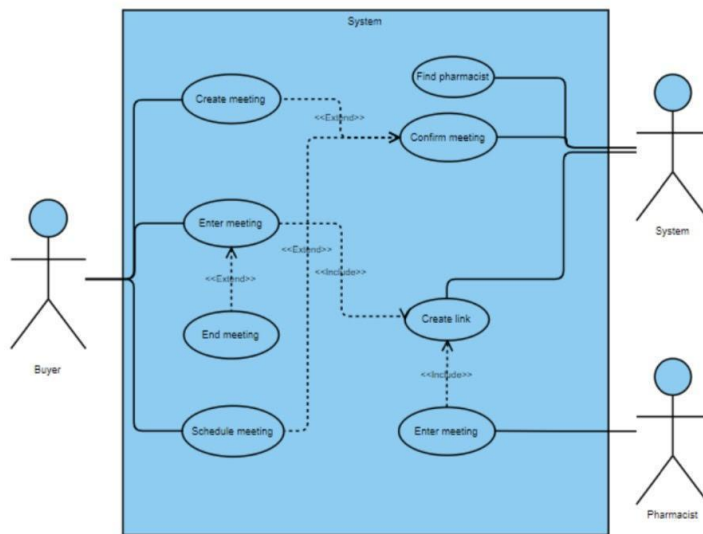 System
Find pharmacist
Create meeting
<<Extend>>
Confirm meeting
System
Enter meeting
<<Extend>>
<<Include>>
<<Extend>>
Create link
End meeting
Buyer
<<Include>>
Schedule meeting
Enter meeting
Pharmacist